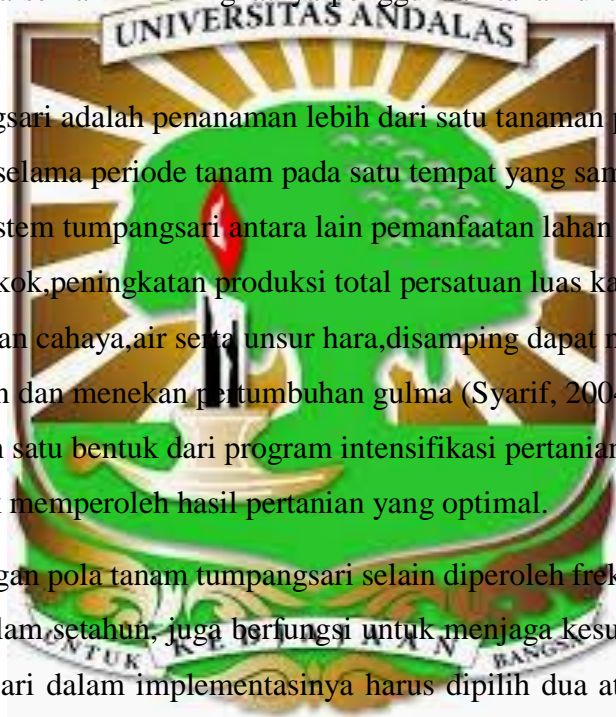 UNIVERSITAS ANDALAS
gsari adalah penanaman lebih dari satu tanaman p
selama periode tanam pada satu tempat yang sam
stem tumpangsari antara lain pemanfaatan lahan
kok,peningkatan produksi total persatuan luas ka
an cahaya,air serta unsur hara,disamping dapat m
h dan menekan pertumbuhan gulma (Syarif, 2004
satu bentuk dari program intensifikasi pertanian
memperoleh hasil pertanian yang optimal.
gan pola tanam tumpangsari selain diperoleh frek
lam setahun, juga berfungsi untuk menjaga kesu
UNTUK BANGSA
ari dalam implementasinya harus dipilih dua at